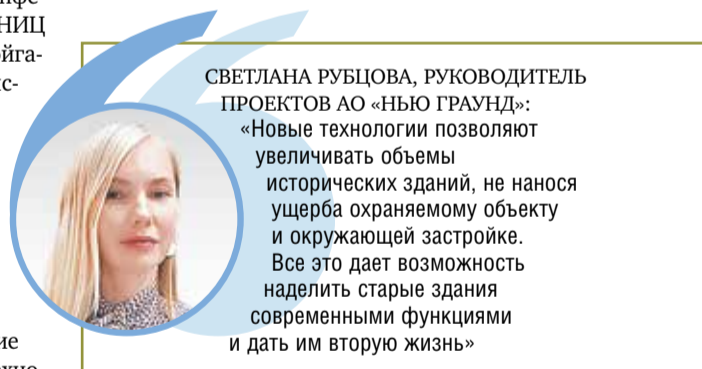 НИЦ
СВЕТЛАНА РУБЦОВА, РУКОВОДИТЕЛЬ
ПРОЕКТОВ АО «НЬЮ ГРАУНД»:
«Новые технологии позволяют
увеличивать объемы
исторических зданий, не нанося
ущерба охраняемому объекту
и окружающей застройке.
Все это дает возможность
наделить старые здания
современными функциями
и дать им вторую жизнь»